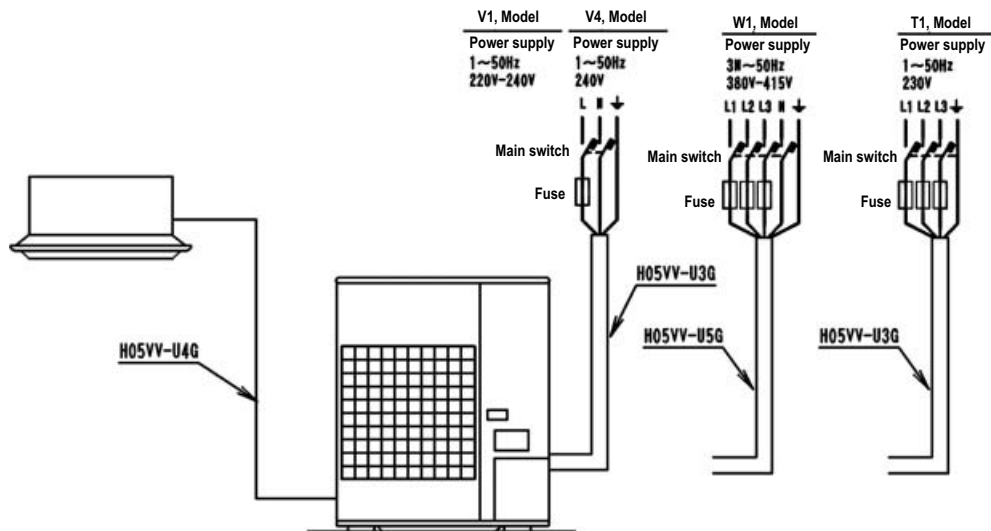 V1, Model
Power supply
1~50Hz
220V-240V
V4, Model
Power supply
1~50Hz
240V
L N
Main switch
Fuse
H05VV-U3G
W1, Model
Power supply
3N~50Hz
380V-415V
L1 L2 L3 N
Main switch
Fuse
H05VV-U5G
T1, Model
Power supply
1~50Hz
230V
L1 L2 L3
Main switch
Fuse
H05VV-U3G
H05VV-U4G